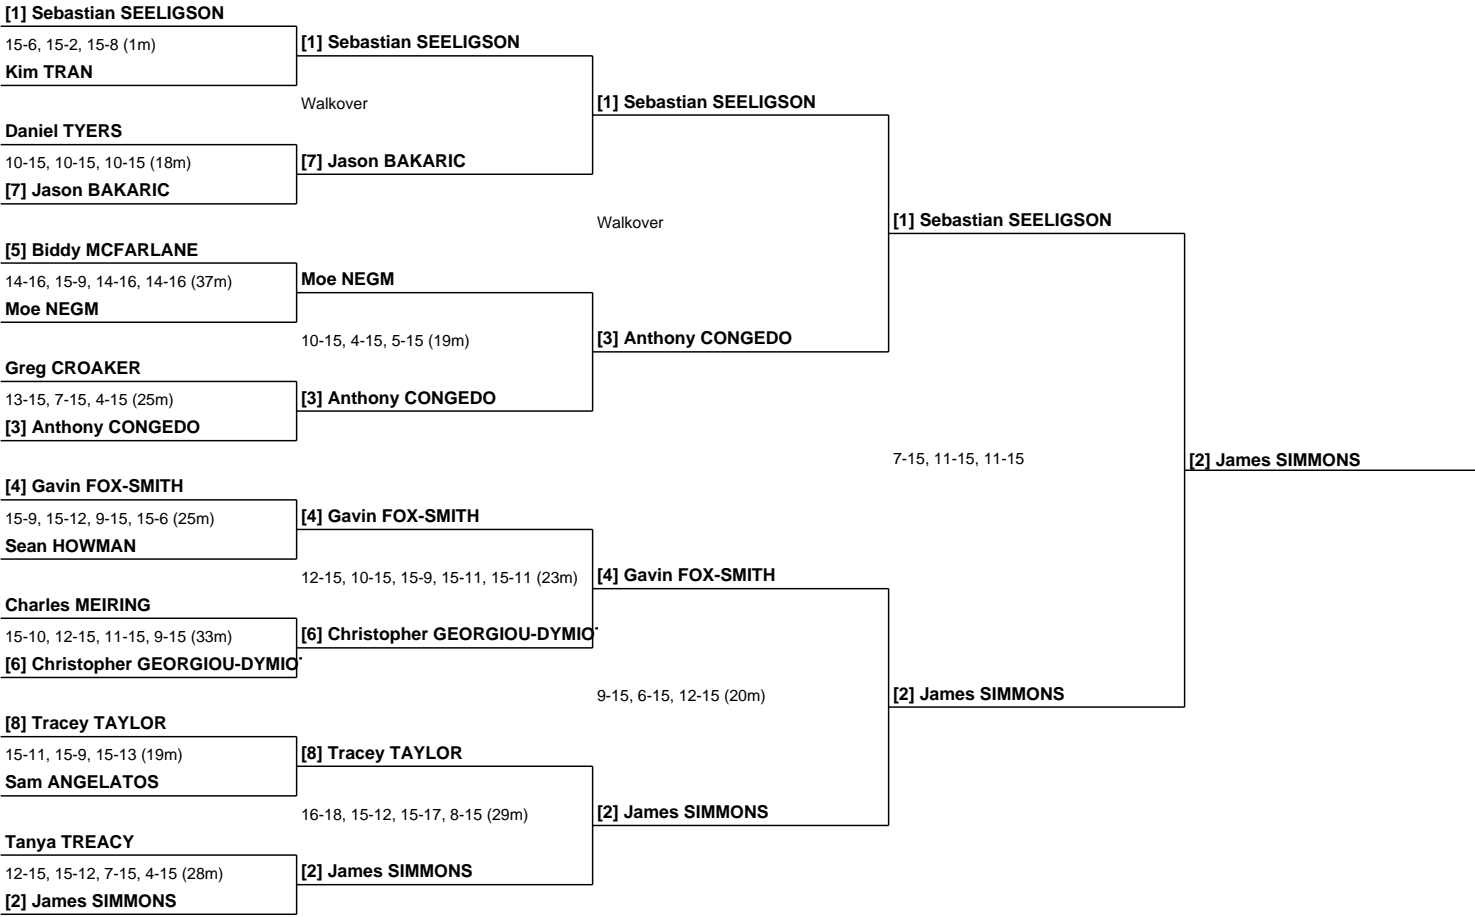 [1] Sebastian SEELIGSON
15-6, 15-2, 15-8 (1m)
Kim TRAN
Daniel TYERS
10-15, 10-15, 10-15 (18m)
[7] Jason BAKARIC
[5] Biddy MCFARLANE
14-16, 15-9, 14-16, 14-16 (37m)
Moe NEGM
Greg CROAKER
13-15, 7-15, 4-15 (25m)
[3] Anthony CONGEDO
[4] Gavin FOX-SMITH
15-9, 15-12, 9-15, 15-6 (25m)
Sean HOWMAN
Charles MEIRING
15-10, 12-15, 11-15, 9-15 (33m)
[6] Christopher GEORGIOU-DYMIO
[8] Tracey TAYLOR
15-11, 15-9, 15-13 (19m)
Sam ANGELATOS
Tanya TREACY
12-15, 15-12, 7-15, 4-15 (28m)
[2] James SIMMONS
[1] Sebastian SEELIGSON
Walkover
[7] Jason BAKARIC
Moe NEGM
10-15, 4-15, 5-15 (19m)
[3] Anthony CONGEDO
[4] Gavin FOX-SMITH
12-15, 10-15, 15-9, 15-11, 15-11 (23m)
[6] Christopher GEORGIOU-DYMIO
[8] Tracey TAYLOR
16-18, 15-12, 15-17, 8-15 (29m)
[2] James SIMMONS
[1] Sebastian SEELIGSON
Walkover
[3] Anthony CONGEDO
[4] Gavin FOX-SMITH
9-15, 6-15, 12-15 (20m)
[2] James SIMMONS
[1] Sebastian SEELIGSON
7-15, 11-15, 11-15
[2] James SIMMONS
[2] James SIMMONS